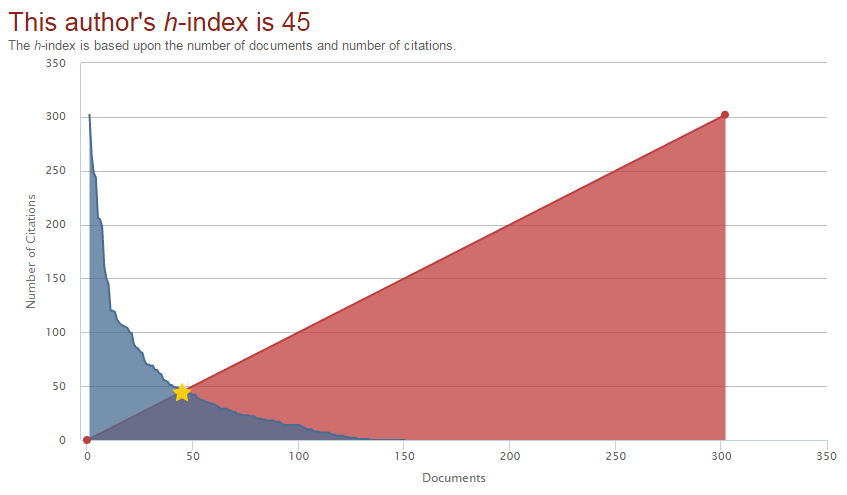 This author's h-index is 45
The h-index is based upon the number of documents and number of citations.
350
300
250
200
150
100
50
0
Number of Citations
0 50 100 150 200 250 300 350
Documents